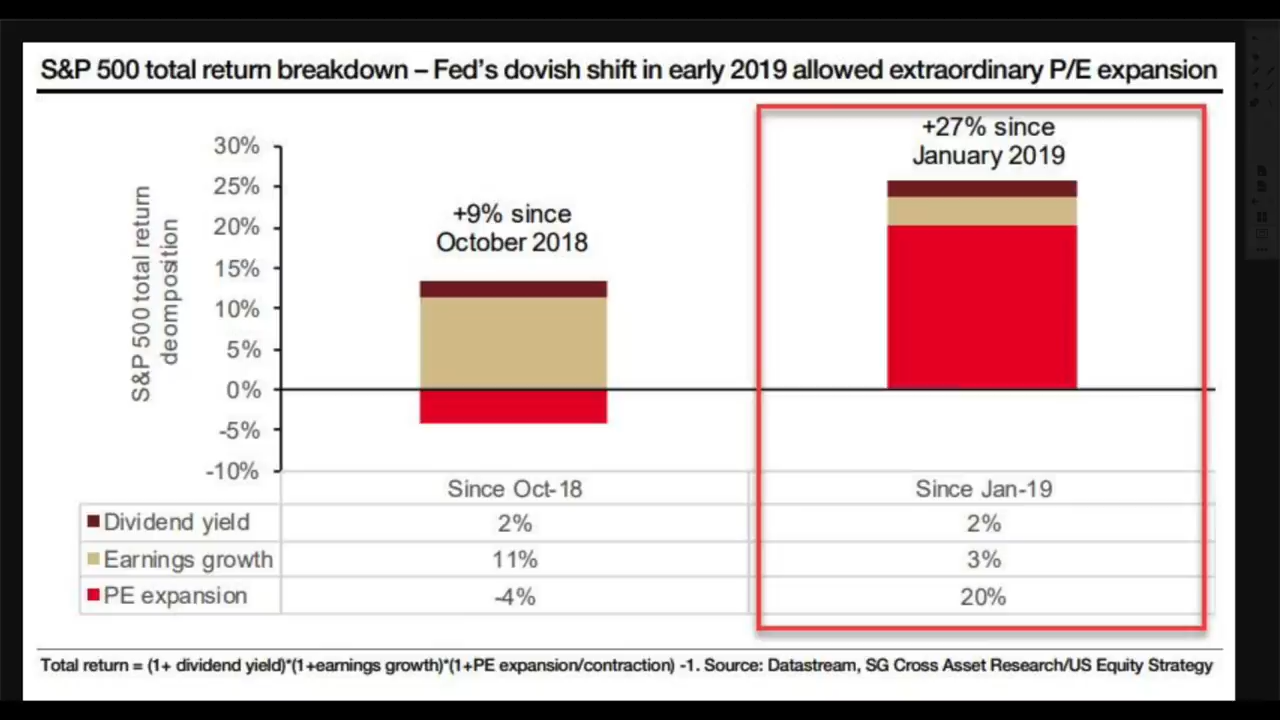 S&P 500 total return breakdown – Fed's dovish shift in early 2019 allowed extraordinary P/E expansion
+27% since
January 2019
+9% since
October 2018
S&P 500 total return
deomposition
30%
25%
20%
15%
10%
5%
0%
-5%
-10%
Since Oct-18 Since Jan-19
Dividend yield 2% 2%
Earnings growth 11% 3%
PE expansion -4% 20%
Total return = (1+ dividend yield)*(1+earnings growth)*(1+PE expansion/contraction) -1. Source: Datastream, SG Cross Asset Research/US Equity Strategy